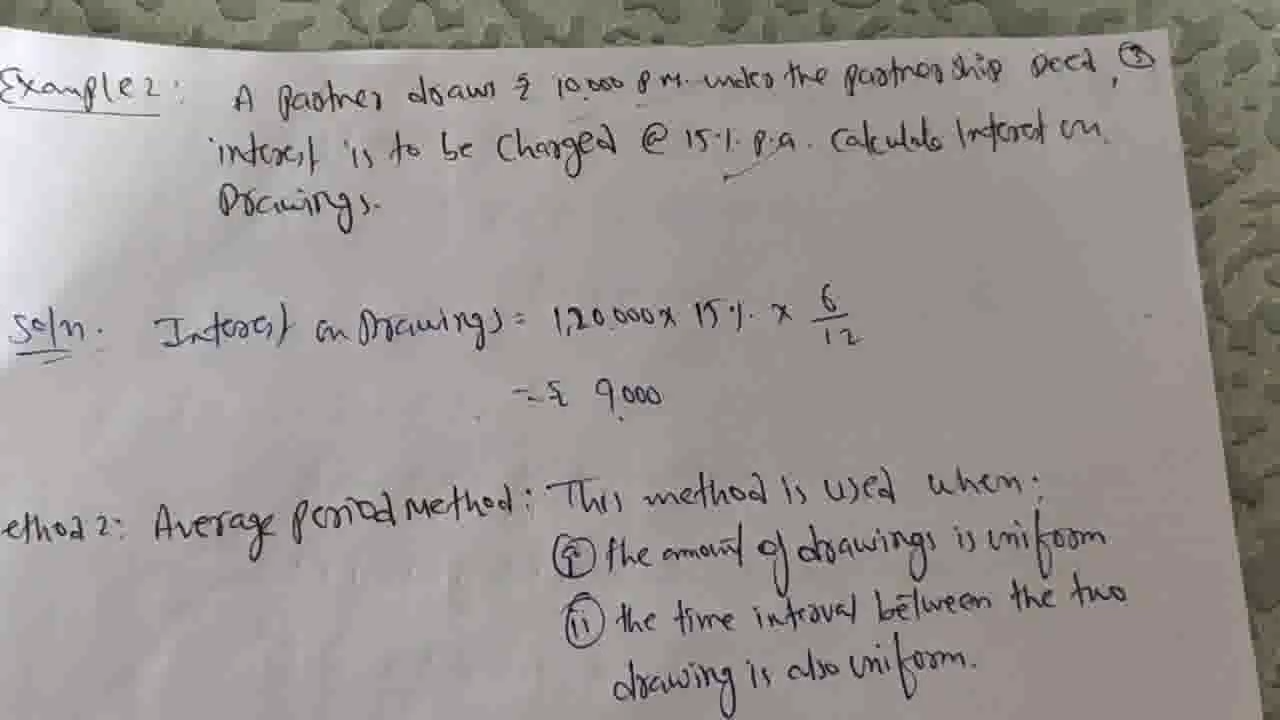 Example 2: A partner draws ₹ 10,000 P.M. under the partnership Deed, ③
interest is to be charged @ 15%. p.a. Calculate Interest on
Drawings.
Soln. Interest on Drawings = 1,20,000 x 15%. x 6/12
= ₹ 9,000
ethod 2: Average period Method: This method is used when:
(i) the amount of drawings is uniform
(ii) the time interval between the two
drawing is also uniform.